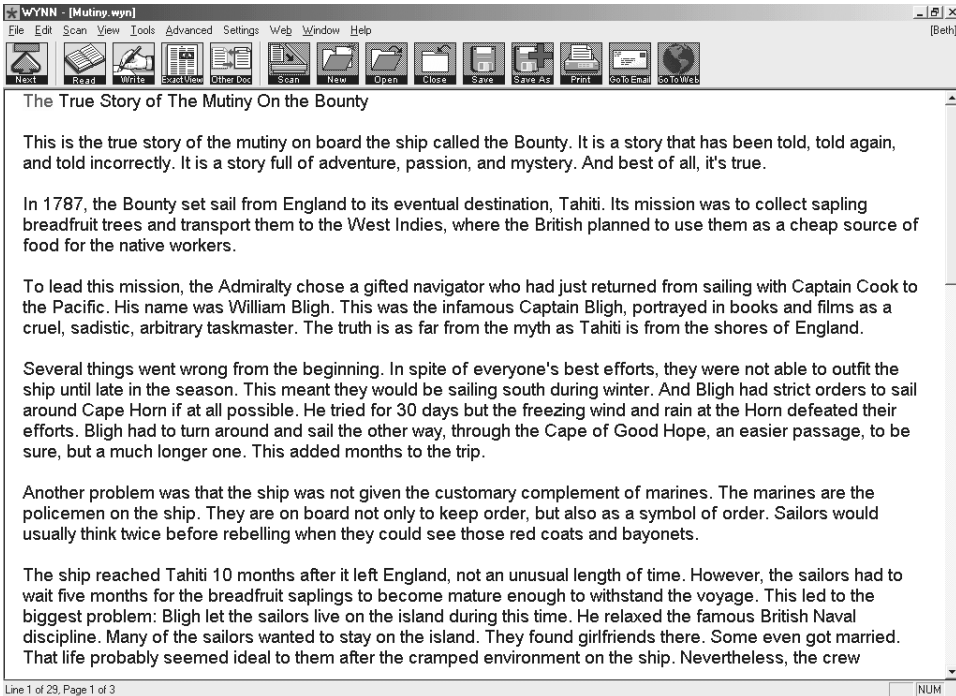 WYNN - [Mutiny.wyn]
File Edit Scan View Tools Advanced Settings Web Window Help [Beth]
Next Read Write Exact View Other Doc Scan New Open Close Save Save As Print Go To Email Go To Web
The True Story of The Mutiny On the Bounty
This is the true story of the mutiny on board the ship called the Bounty. It is a story that has been told, told again,
and told incorrectly. It is a story full of adventure, passion, and mystery. And best of all, it's true.
In 1787, the Bounty set sail from England to its eventual destination, Tahiti. Its mission was to collect sapling
breadfruit trees and transport them to the West Indies, where the British planned to use them as a cheap source of
food for the native workers.
To lead this mission, the Admiralty chose a gifted navigator who had just returned from sailing with Captain Cook to
the Pacific. His name was William Bligh. This was the infamous Captain Bligh, portrayed in books and films as a
cruel, sadistic, arbitrary taskmaster. The truth is as far from the myth as Tahiti is from the shores of England.
Several things went wrong from the beginning. In spite of everyone's best efforts, they were not able to outfit the
ship until late in the season. This meant they would be sailing south during winter. And Bligh had strict orders to sail
around Cape Horn if at all possible. He tried for 30 days but the freezing wind and rain at the Horn defeated their
efforts. Bligh had to turn around and sail the other way, through the Cape of Good Hope, an easier passage, to be
sure, but a much longer one. This added months to the trip.
Another problem was that the ship was not given the customary complement of marines. The marines are the
policemen on the ship. They are on board not only to keep order, but also as a symbol of order. Sailors would
usually think twice before rebelling when they could see those red coats and bayonets.
The ship reached Tahiti 10 months after it left England, not an unusual length of time. However, the sailors had to
wait five months for the breadfruit saplings to become mature enough to withstand the voyage. This led to the
biggest problem: Bligh let the sailors live on the island during this time. He relaxed the famous British Naval
discipline. Many of the sailors wanted to stay on the island. They found girlfriends there. Some even got married.
That life probably seemed ideal to them after the cramped environment on the ship. Nevertheless, the crew
Line 1 of 29, Page 1 of 3 NUM